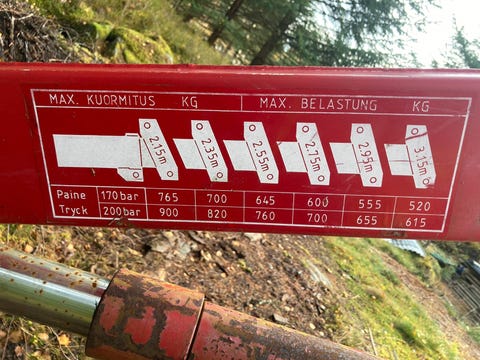 MAX. KUORMITUS KG MAX. BELASTUNG KG
2.15m 2.35m 2.55m 2.75m 2.95m 3.15m
Paine 170bar 765 700 645 600 555 520
Tryck 200bar 900 820 760 700 655 615